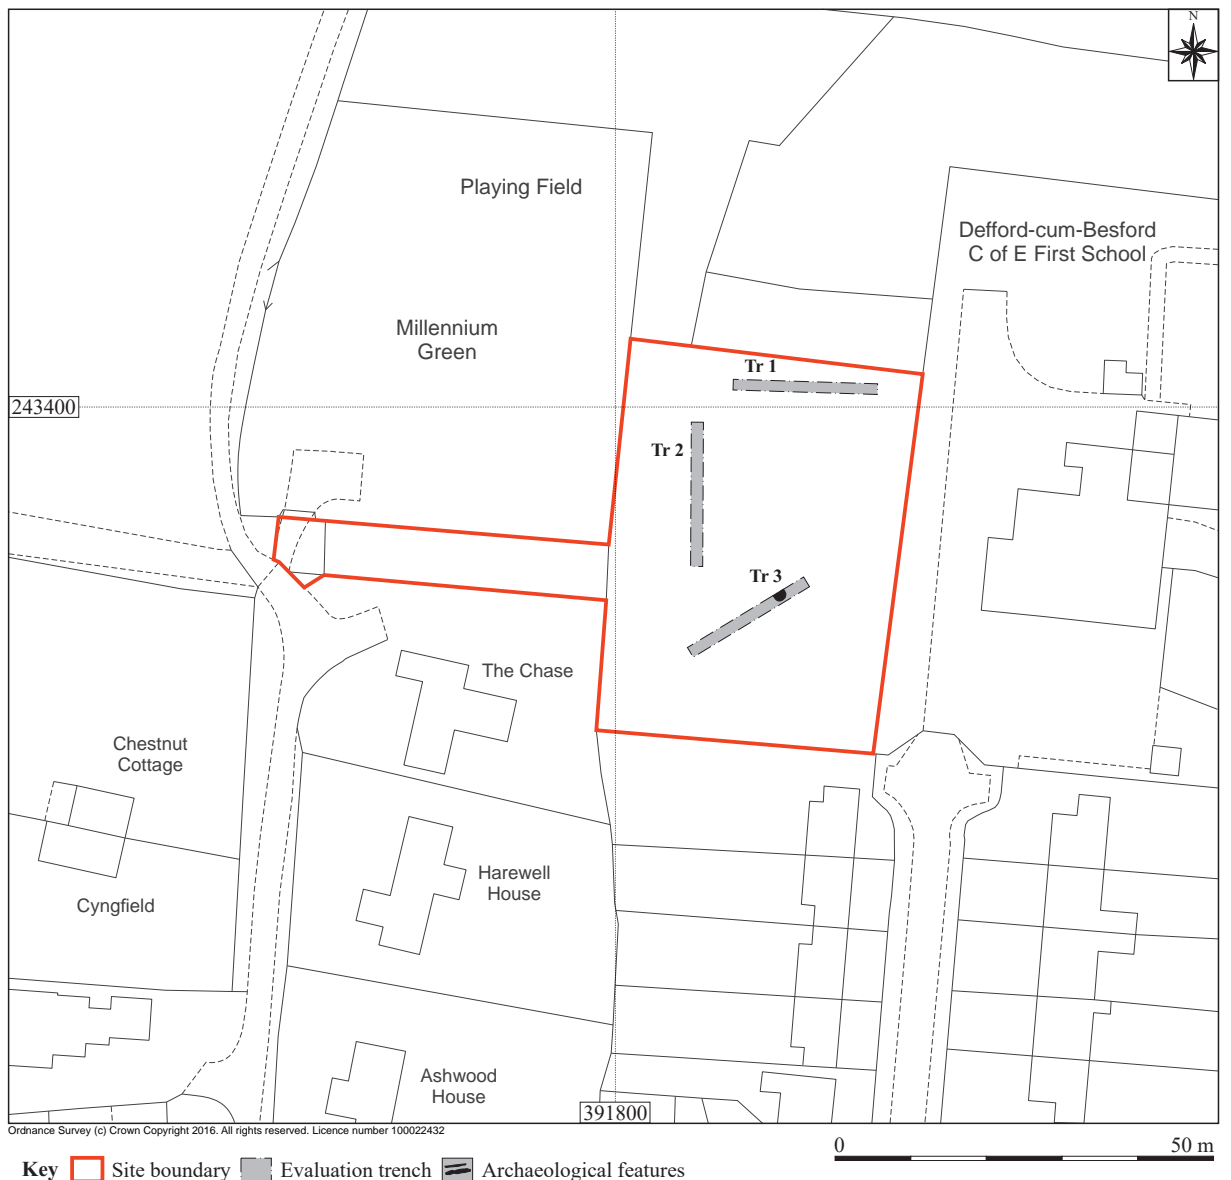 N
Playing Field
Defford-cum-Besford
C of E First School
Millennium
Green
Tr 1
243400
Tr 2
Tr 3
The Chase
Chestnut
Cottage
Harewell
House
Cyngfield
Ashwood
House
391800
Ordnance Survey (c) Crown Copyright 2016. All rights reserved. Licence number 100022432
0 50 m
Key Site boundary Evaluation trench Archaeological features